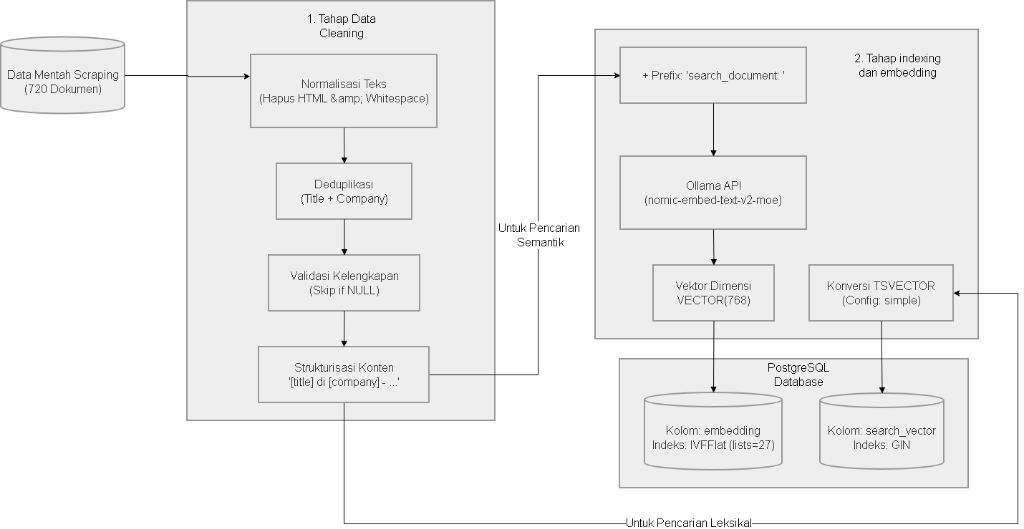 1. Tahap Data
Cleaning
Data Mentah Scraping
(720 Dokumen)
Normalisasi Teks
(Hapus HTML &amp; Whitespace)
Deduplikasi
(Title + Company)
Validasi Kelengkapan
(Skip if NULL)
Strukturisasi Konten
'[title] di [company] - ...'
Untuk Pencarian
Semantik
2. Tahap indexing
dan embedding
+ Prefix: 'search_document: '
Ollama API
(nomic-embed-text-v2-moe)
Vektor Dimensi
VECTOR(768)
Konversi TSVECTOR
(Config: simple)
PostgreSQL
Database
Kolom: embedding
Indeks: IVFFlat (lists=27)
Kolom: search_vector
Indeks: GIN
Untuk Pencarian Leksikal